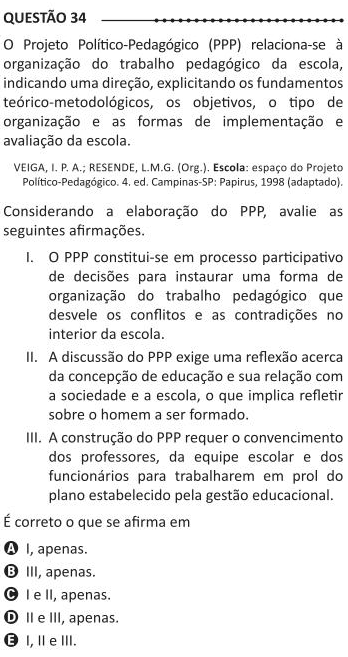 QUESTÃO 34
O Projeto Político-Pedagógico (PPP) relaciona-se à
organização do trabalho pedagógico da escola,
indicando uma direção, explicitando os fundamentos
teórico-metodológicos, os objetivos, o tipo de
organização e as formas de implementação e
avaliação da escola.
VEIGA, I. P. A.; RESENDE, L.M.G. (Org.). Escola: espaço do Projeto
Político-Pedagógico. 4. ed. Campinas-SP: Papirus, 1998 (adaptado).
Considerando a elaboração do PPP, avalie as
seguintes afirmações.
I. O PPP constitui-se em processo participativo
de decisões para instaurar uma forma de
organização do trabalho pedagógico que
desvele os conflitos e as contradições no
interior da escola.
II. A discussão do PPP exige uma reflexão acerca
da concepção de educação e sua relação com
a sociedade e a escola, o que implica refletir
sobre o homem a ser formado.
III. A construção do PPP requer o convencimento
dos professores, da equipe escolar e dos
funcionários para trabalharem em prol do
plano estabelecido pela gestão educacional.
É correto o que se afirma em
A I, apenas.
B III, apenas.
C I e II, apenas.
D II e III, apenas.
E I, II e III.